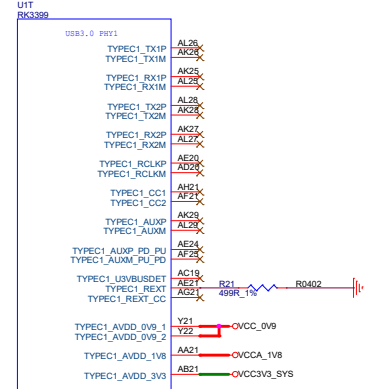 U1T
RK3399
USB3.0 PHY1
TYPEC1_TX1P AL26
TYPEC1_TX1M AK26
TYPEC1_RX1P AK25
TYPEC1_RX1M AL25
TYPEC1_TX2P AL28
TYPEC1_TX2M AK28
TYPEC1_RX2P AK27
TYPEC1_RX2M AL27
TYPEC1_RCLKP AE20
TYPEC1_RCLKM AD20
TYPEC1_CC1 AH21
TYPEC1_CC2 AF21
TYPEC1_AUXP AK29
TYPEC1_AUXM AL29
TYPEC1_AUXP_PD_PU AE24
TYPEC1_AUXM_PU_PD AF25
TYPEC1_U3VBUSDET AC19
TYPEC1_REXT AE21 R21 499R_1% R0402
TYPEC1_REXT_CC AG21
TYPEC1_AVDD_0V9_1 Y21
TYPEC1_AVDD_0V9_2 Y22 VCC_0V9
TYPEC1_AVDD_1V8 AA21 VCCA_1V8
TYPEC1_AVDD_3V3 AB21 VCC3V3_SYS